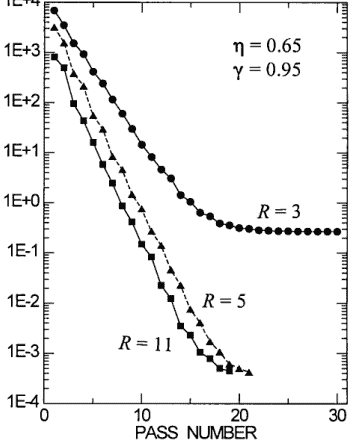 1E+4
1E+3
1E+2
1E+1
1E+0
1E-1
1E-2
1E-3
1E-4
η = 0.65
γ = 0.95
R = 3
R = 5
R = 11
0 10 20 30
PASS NUMBER